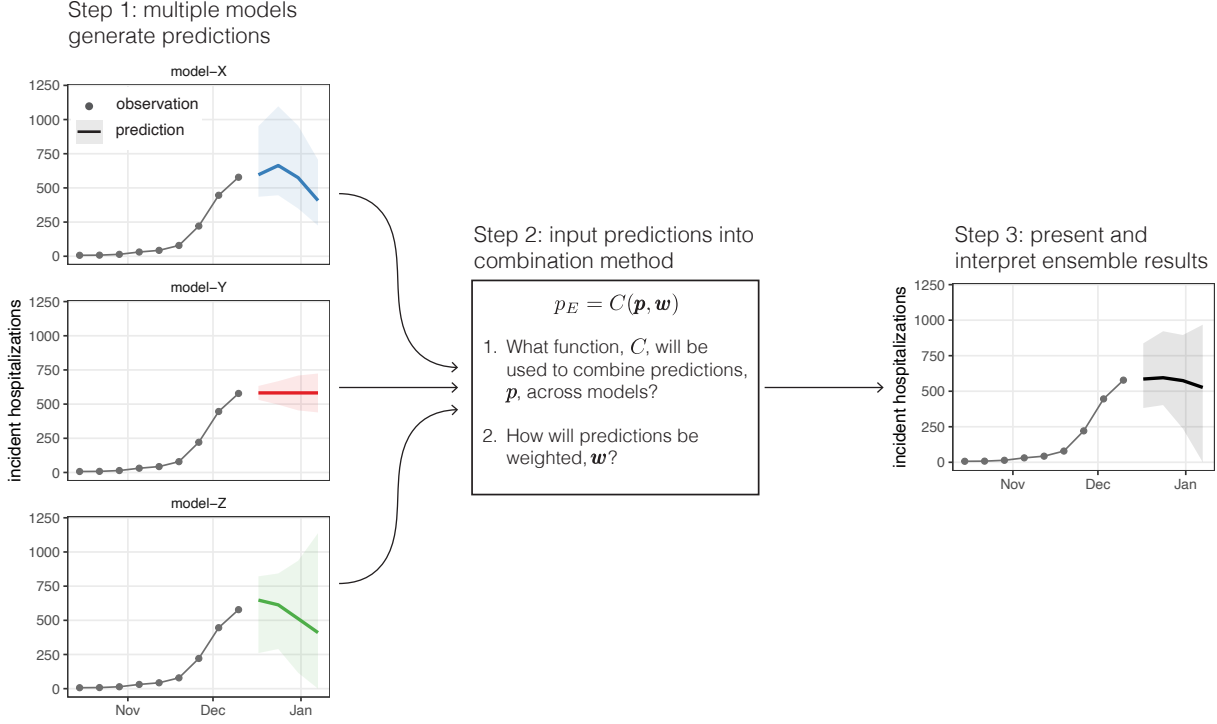 Step 1: multiple models
generate predictions
model−X
1250
1000
750
500
250
0
observation
prediction
incident hospitalizations
model−Y
1250
1000
750
500
250
0
model−Z
1250
1000
750
500
250
0
Nov
Dec
Jan
Step 2: input predictions into
combination method
p_E = C(p, w)
1. What function, C, will be
used to combine predictions,
p, across models?
2. How will predictions be
weighted, w?
Step 3: present and
interpret ensemble results
incident hospitalizations
1250
1000
750
500
250
0
Nov
Dec
Jan